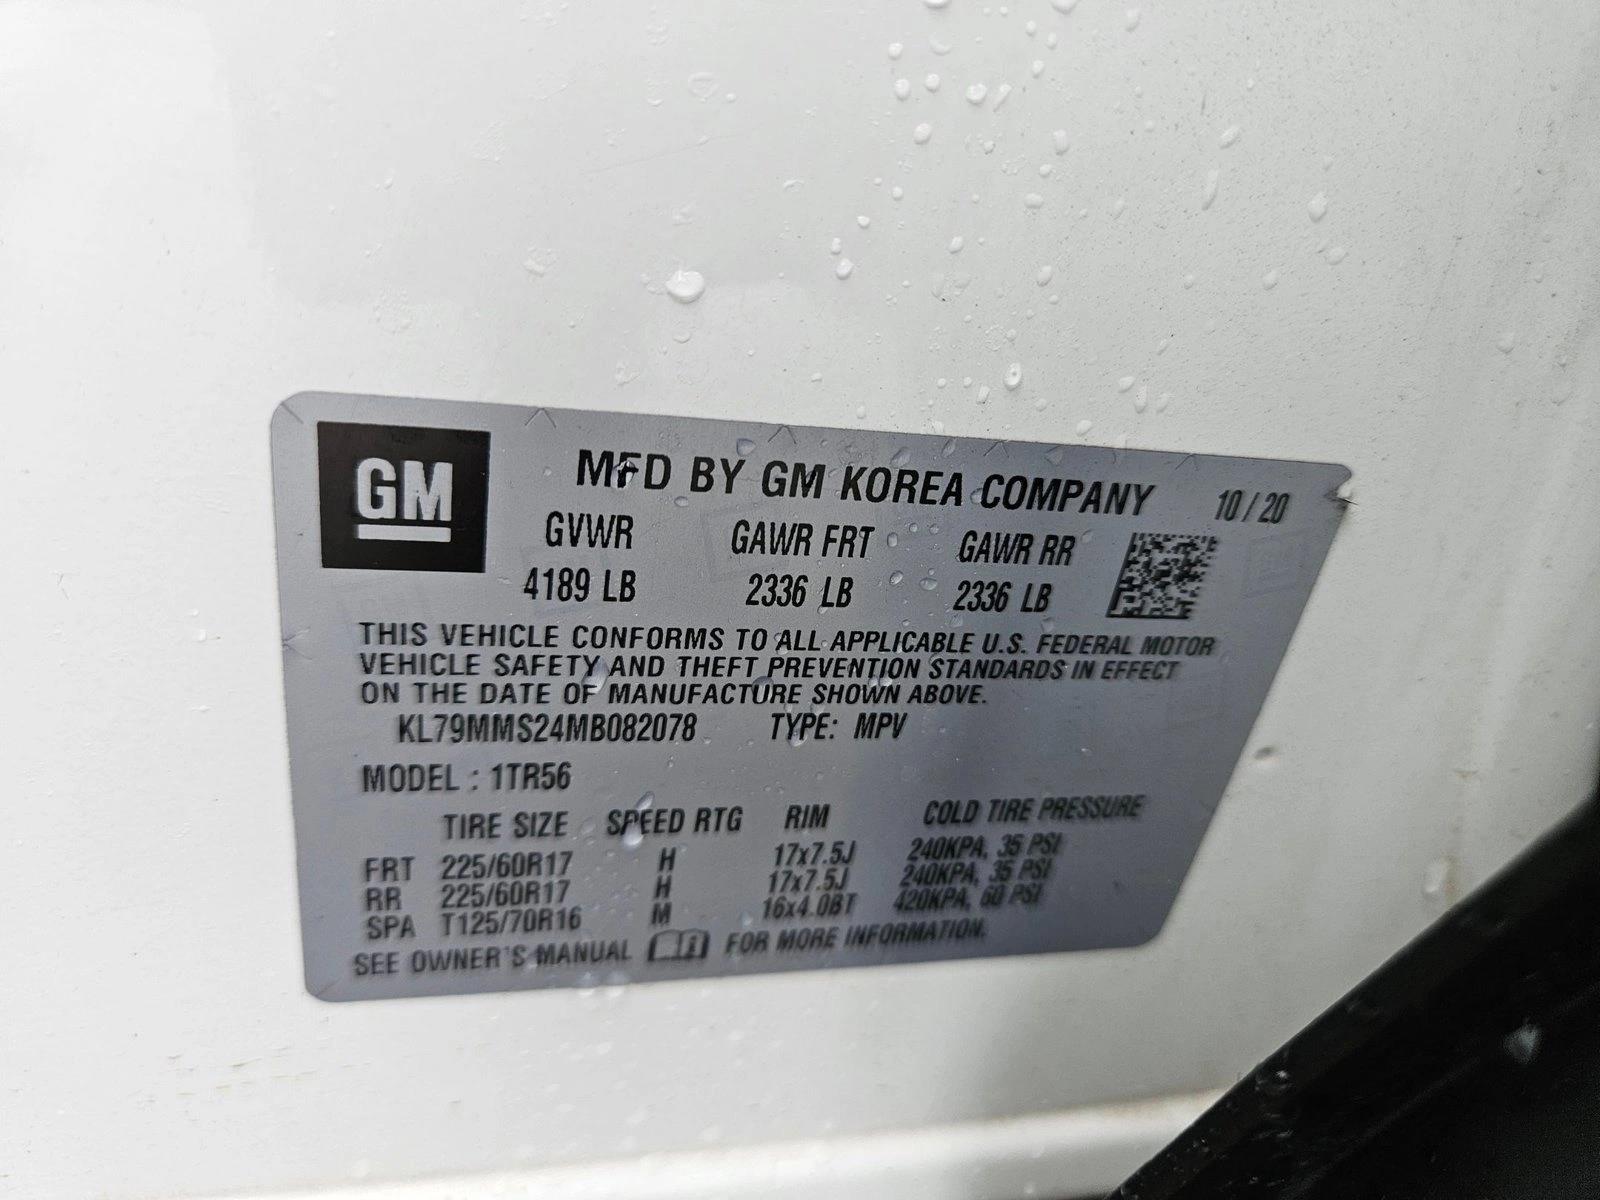 GM
MFD BY GM KOREA COMPANY 10/20
GVWR GAWR FRT GAWR RR
4189 LB 2336 LB 2336 LB
THIS VEHICLE CONFORMS TO ALL APPLICABLE U.S. FEDERAL MOTOR
VEHICLE SAFETY AND THEFT PREVENTION STANDARDS IN EFFECT
ON THE DATE OF MANUFACTURE SHOWN ABOVE.
KL79MMS24MB082078 TYPE: MPV
MODEL : 1TR56
TIRE SIZE SPEED RTG RIM COLD TIRE PRESSURE
FRT 225/60R17 H 17x7.5J 240KPA, 35 PSI
RR 225/60R17 H 17x7.5J 240KPA, 35 PSI
SPA T125/70R16 M 16x4.0BT 420KPA, 60 PSI
SEE OWNER'S MANUAL FOR MORE INFORMATION.